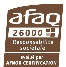 afaq
26000
Responsabilité
sociétale
évalué par
AFNOR CERTIFICATION